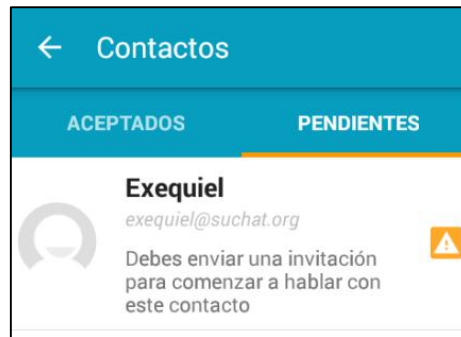 Contactos
ACEPTADOS PENDIENTES
Exequiel
exequiel@suchat.org
Debes enviar una invitación
para comenzar a hablar con
este contacto